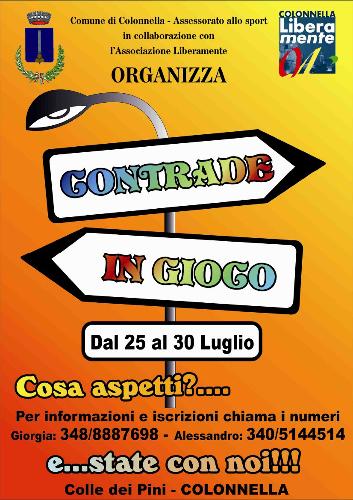 Comune di Colonnella - Assessorato allo sport
in collaborazione con
l'Associazione Liberamente
ORGANIZZA
COLONNELLA
Libera
mente
CONTRADE
IN GIOCO
Dal 25 al 30 Luglio
Cosa aspetti?....
Per informazioni e iscrizioni chiama i numeri
Giorgia: 348/8887698 - Alessandro: 340/5144514
e...state con noi!!!
Colle dei Pini - COLONNELLA